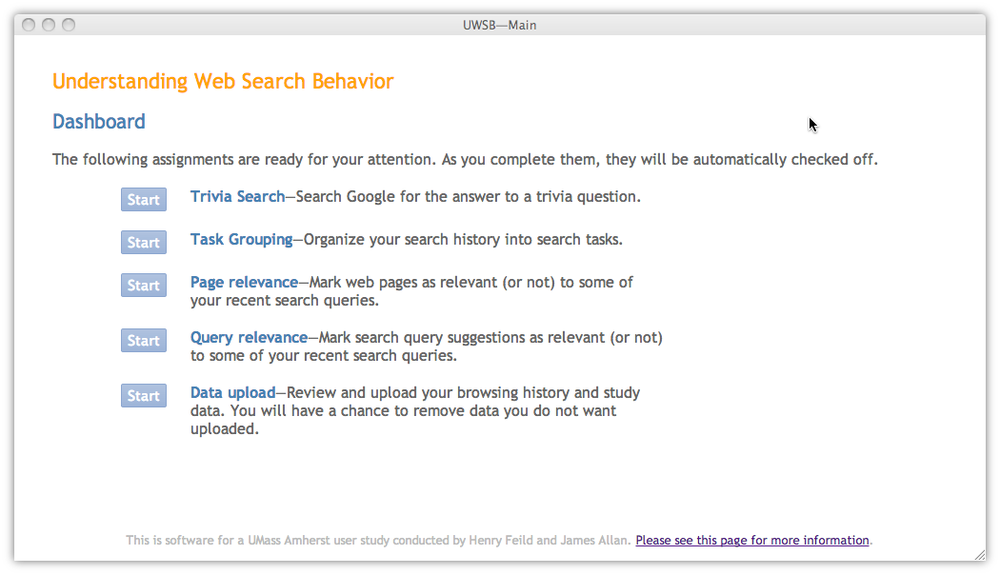 UWSB—Main
Understanding Web Search Behavior
Dashboard
The following assignments are ready for your attention. As you complete them, they will be automatically checked off.
Start Trivia Search—Search Google for the answer to a trivia question.
Start Task Grouping—Organize your search history into search tasks.
Start Page relevance—Mark web pages as relevant (or not) to some of
your recent search queries.
Start Query relevance—Mark search query suggestions as relevant (or not)
to some of your recent search queries.
Start Data upload—Review and upload your browsing history and study
data. You will have a chance to remove data you do not want
uploaded.
This is software for a UMass Amherst user study conducted by Henry Feild and James Allan. Please see this page for more information.